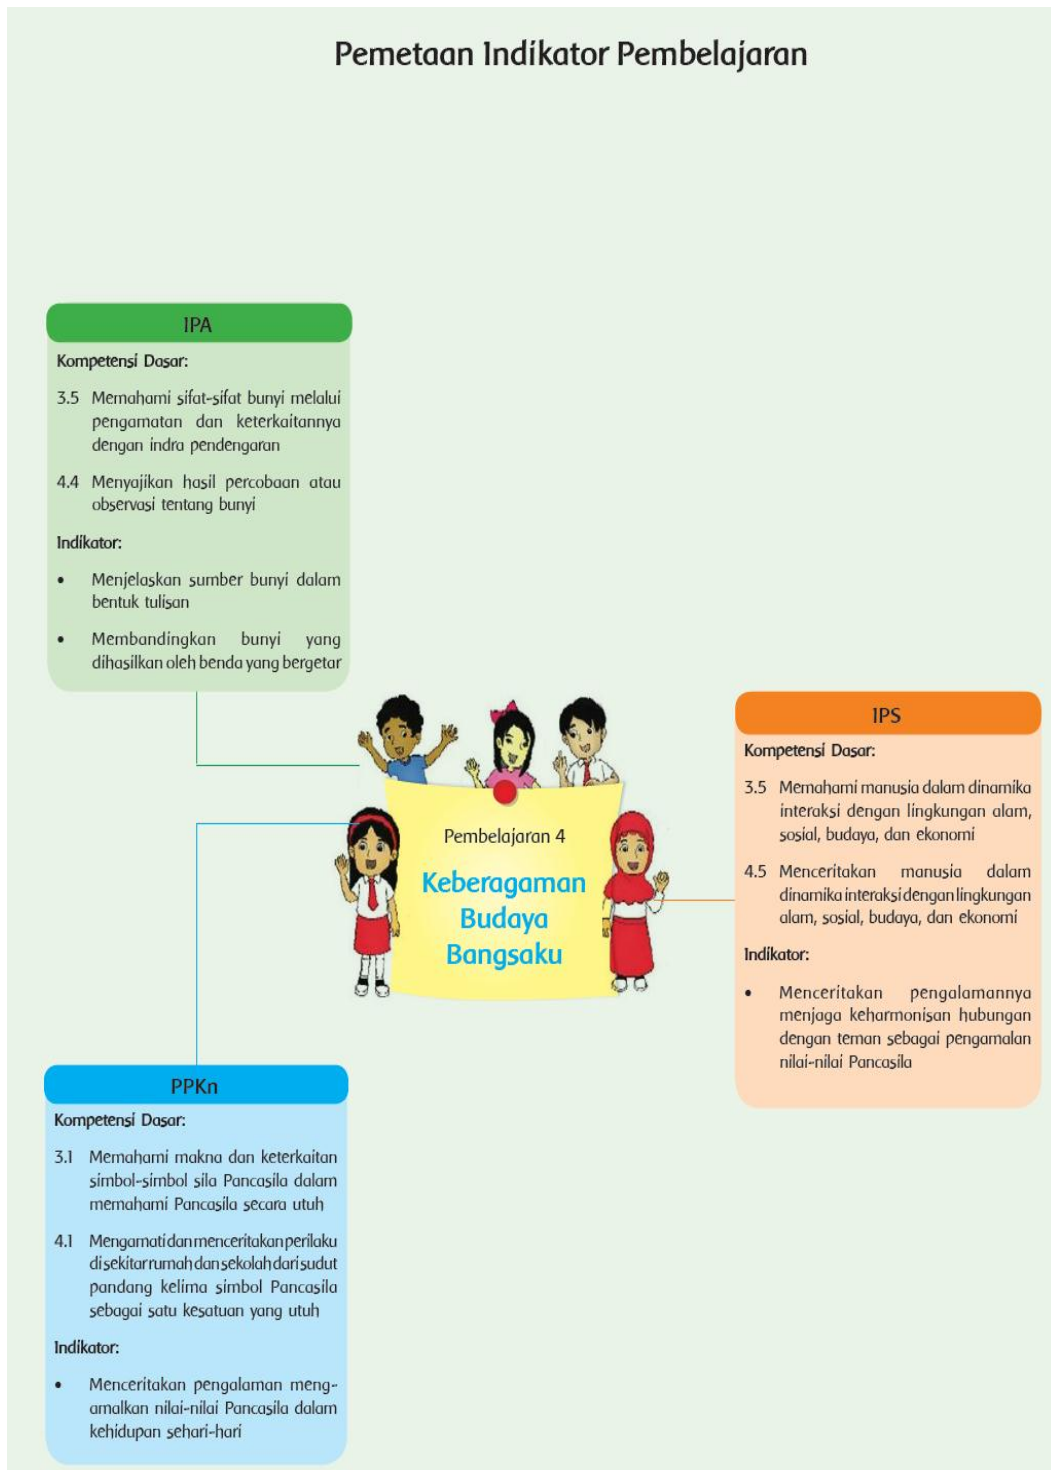 Pemetaan Indikator Pembelajaran
IPA
Kompetensi Dasar:
3.5 Memahami sifat-sifat bunyi melalui
pengamatan dan keterkaitannya
dengan indra pendengaran
4.4 Menyajikan hasil percobaan atau
observasi tentang bunyi
Indikator:
• Menjelaskan sumber bunyi dalam
bentuk tulisan
• Membandingkan bunyi yang
dihasilkan oleh benda yang bergetar
Pembelajaran 4
Keberagaman
Budaya
Bangsaku
IPS
Kompetensi Dasar:
3.5 Memahami manusia dalam dinamika
interaksi dengan lingkungan alam,
sosial, budaya, dan ekonomi
4.5 Menceritakan manusia dalam
dinamika interaksi dengan lingkungan
alam, sosial, budaya, dan ekonomi
Indikator:
• Menceritakan pengalamannya
menjaga keharmonisan hubungan
dengan teman sebagai pengamalan
nilai-nilai Pancasila
PPKn
Kompetensi Dasar:
3.1 Memahami makna dan keterkaitan
simbol-simbol sila Pancasila dalam
memahami Pancasila secara utuh
4.1 Mengamati dan menceritakan perilaku
di sekitar rumah dan sekolah dari sudut
pandang kelima simbol Pancasila
sebagai satu kesatuan yang utuh
Indikator:
• Menceritakan pengalaman meng-
amalkan nilai-nilai Pancasila dalam
kehidupan sehari-hari